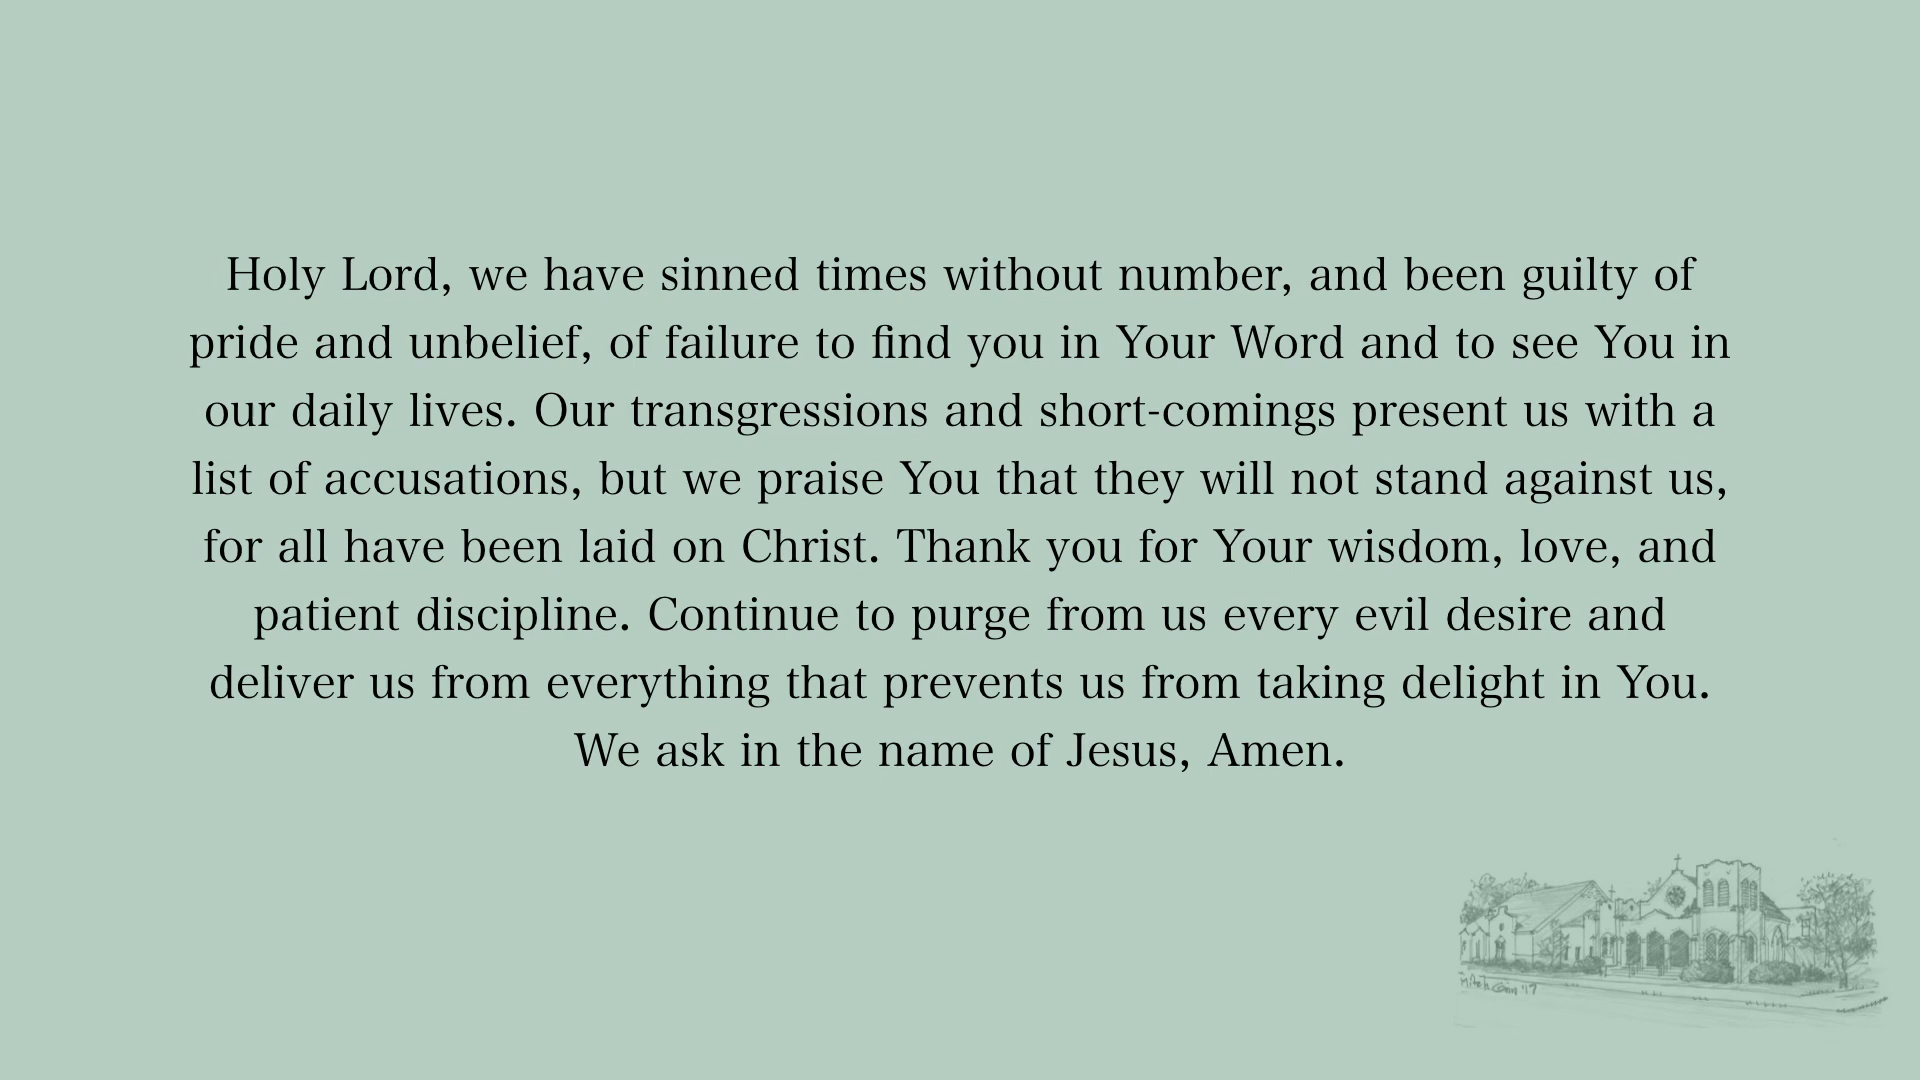 Holy Lord, we have sinned times without number, and been guilty of
pride and unbelief, of failure to find you in Your Word and to see You in
our daily lives. Our transgressions and short-comings present us with a
list of accusations, but we praise You that they will not stand against us,
for all have been laid on Christ. Thank you for Your wisdom, love, and
patient discipline. Continue to purge from us every evil desire and
deliver us from everything that prevents us from taking delight in You.
We ask in the name of Jesus, Amen.
'17